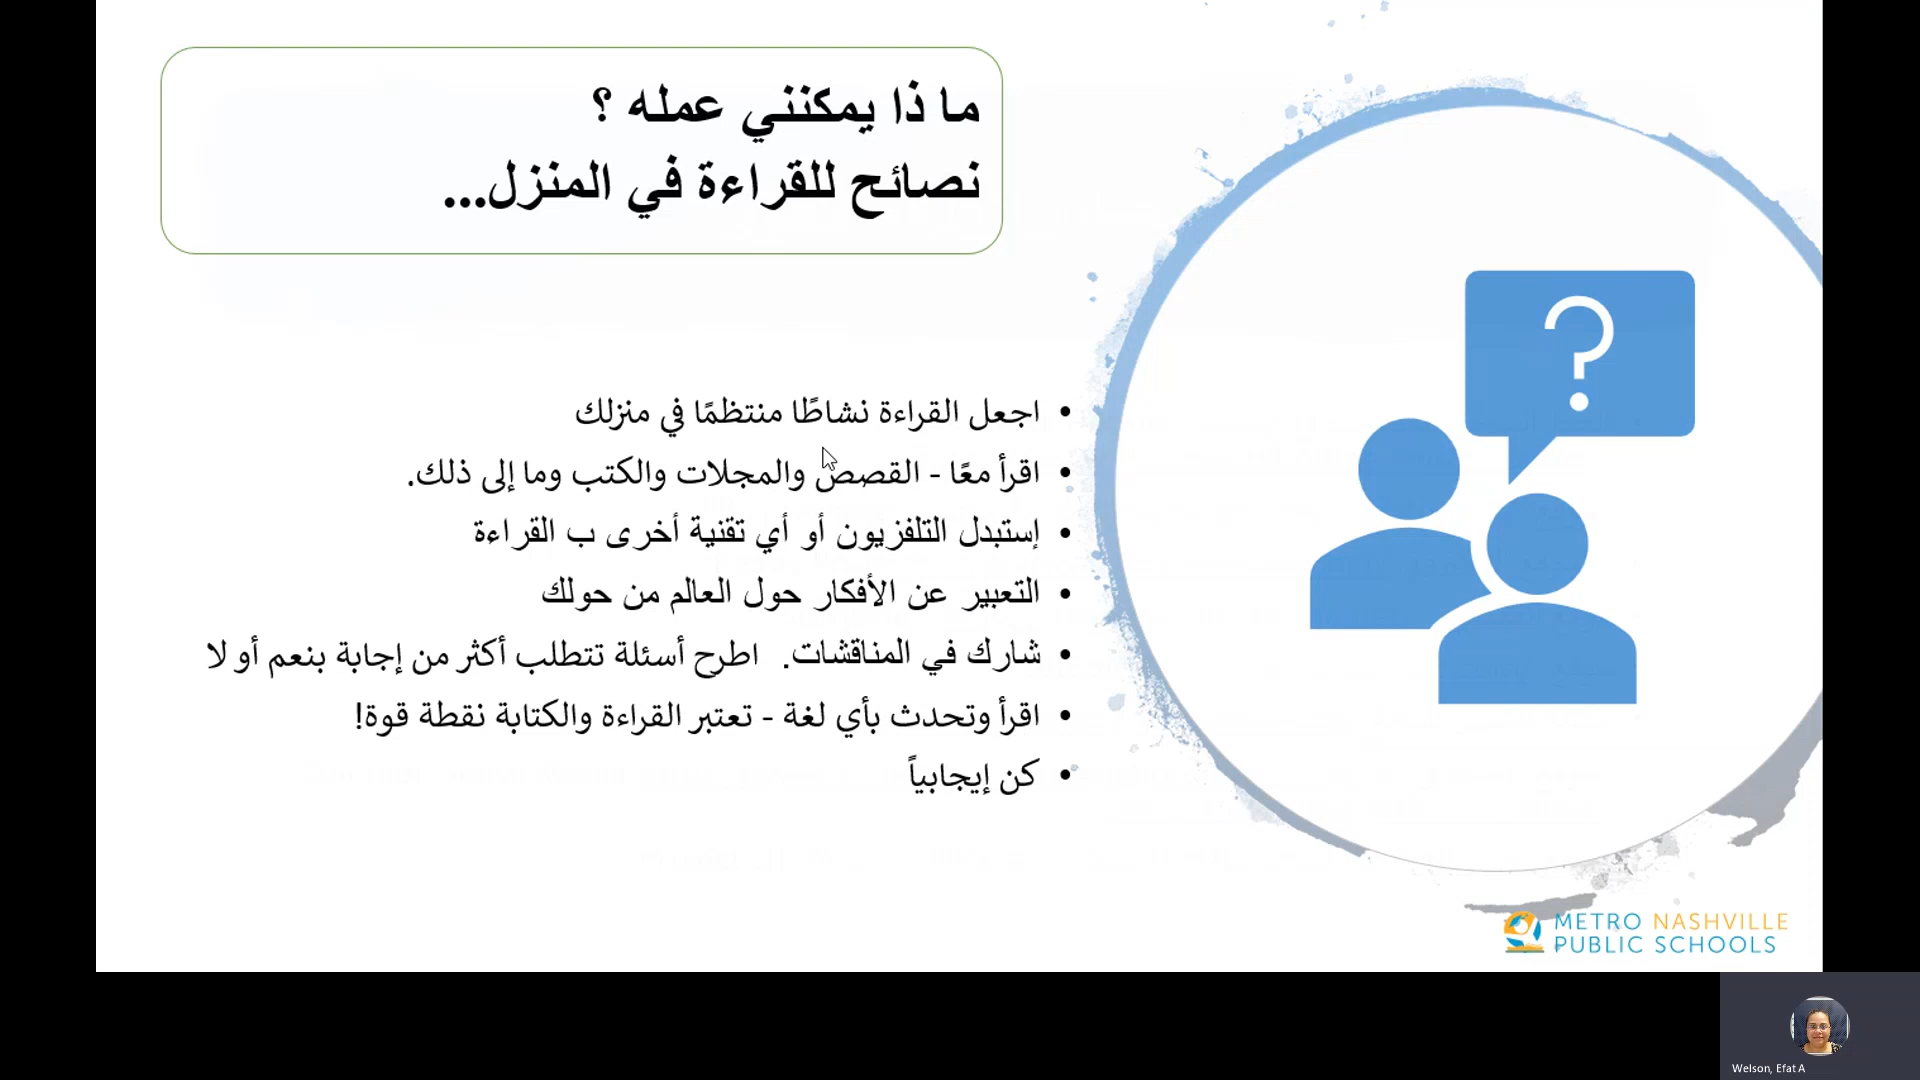 ما ذا يمكنني عمله ؟
نصائح للقراءة في المنزل...
• اجعل القراءة نشاطًا منتظمًا في منزلك
• اقرأ معًا - القصص والمجلات والكتب وما إلى ذلك.
• إستبدل التلفزيون أو أي تقنية أخرى ب القراءة
• التعبير عن الأفكار حول العالم من حولك
• شارك في المناقشات. اطرح أسئلة تتطلب أكثر من إجابة بنعم أو لا
• اقرأ وتحدث بأي لغة - تعتبر القراءة والكتابة نقطة قوة!
• كن إيجابياً
?
METRO NASHVILLE
PUBLIC SCHOOLS
Welson, Efat A